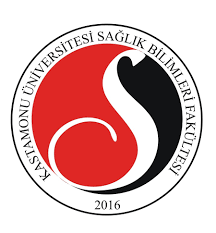 KASTAMONU ÜNİVERSİTESİ SAĞLIK BİLİMLERİ FAKÜLTESİ
2016